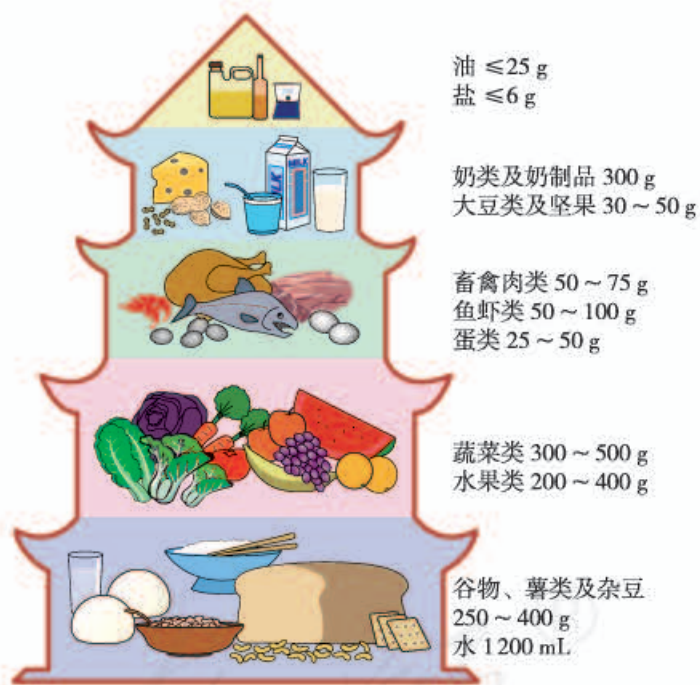 油 ≤25 g
盐 ≤6 g
MILK
MILK
奶类及奶制品 300 g
大豆类及坚果 30 ~ 50 g
畜禽肉类 50 ~ 75 g
鱼虾类 50 ~ 100 g
蛋类 25 ~ 50 g
蔬菜类 300 ~ 500 g
水果类 200 ~ 400 g
谷物、薯类及杂豆
250 ~ 400 g
水 1 200 mL